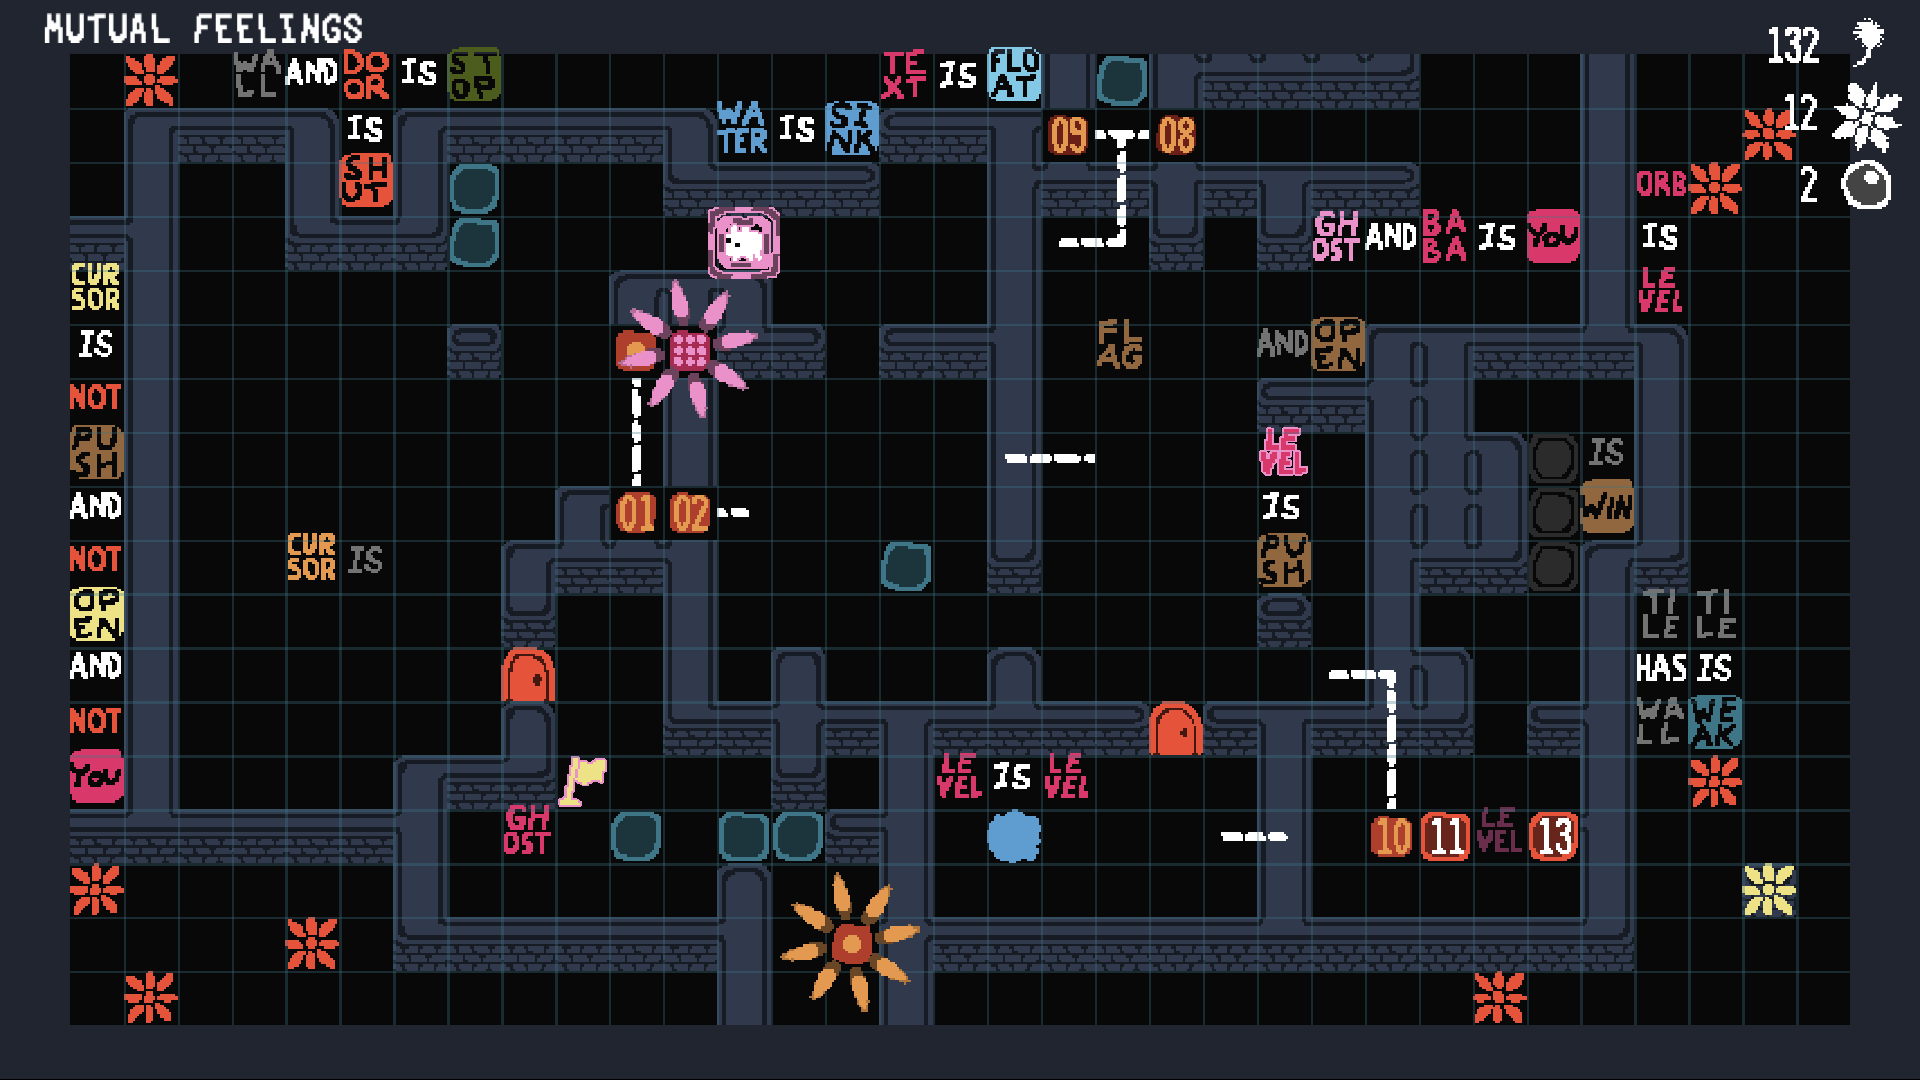 MUTUAL FEELINGS
132
WALL AND DOOR IS STOP
TEXT IS FLOAT
12
IS
WATER IS SINK
09 08
SHUT
ORB
2
GHOST AND BABA IS YOU
IS
CURSOR
LEVEL
IS
FLAG
AND OPEN
NOT
PUSH
LEVEL
IS
AND
01 02
IS
WIN
NOT
CURSOR IS
PUSH
OPEN
TILE TILE
AND
HAS IS
NOT
WALL WEAK
YOU
LEVEL IS LEVEL
GHOST
10 11 LEVEL 13